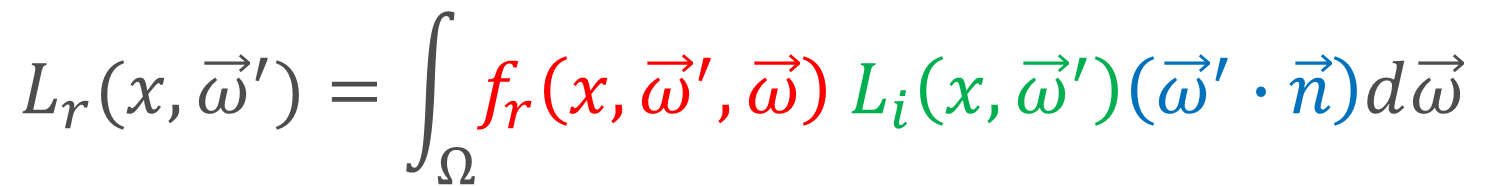 L_r(x, ω⃗′) = ∫_Ω f_r(x, ω⃗′, ω⃗) L_i(x, ω⃗′)(ω⃗′ · n⃗)dω⃗